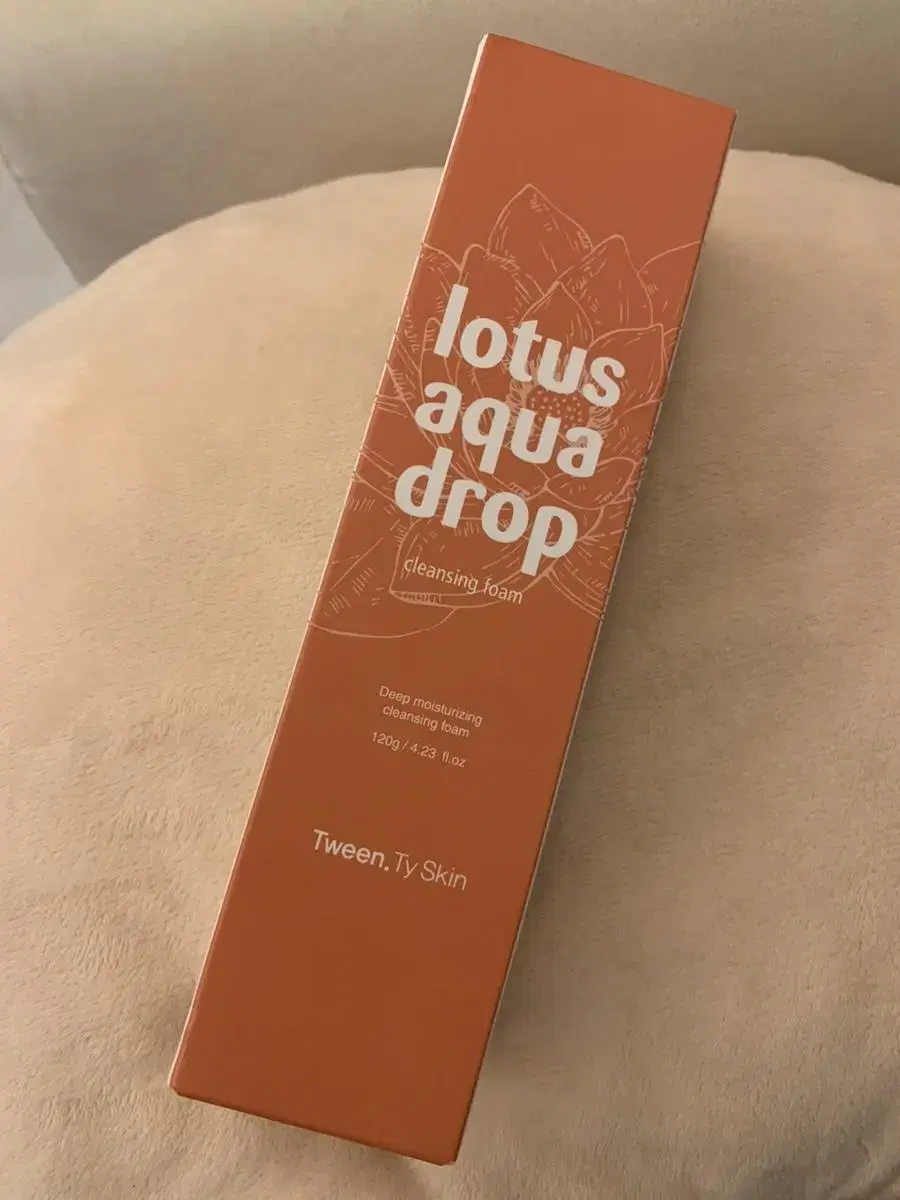 lotus
aqua
drop
cleansing foam
Deep moisturizing
cleansing foam
120g / 4.23 fl.oz
Tween.Ty Skin